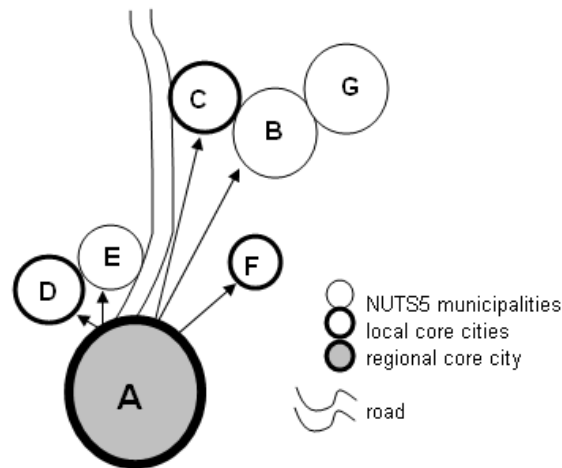 C
G
B
E
D
F
A
NUTS5 municipalities
local core cities
regional core city
road